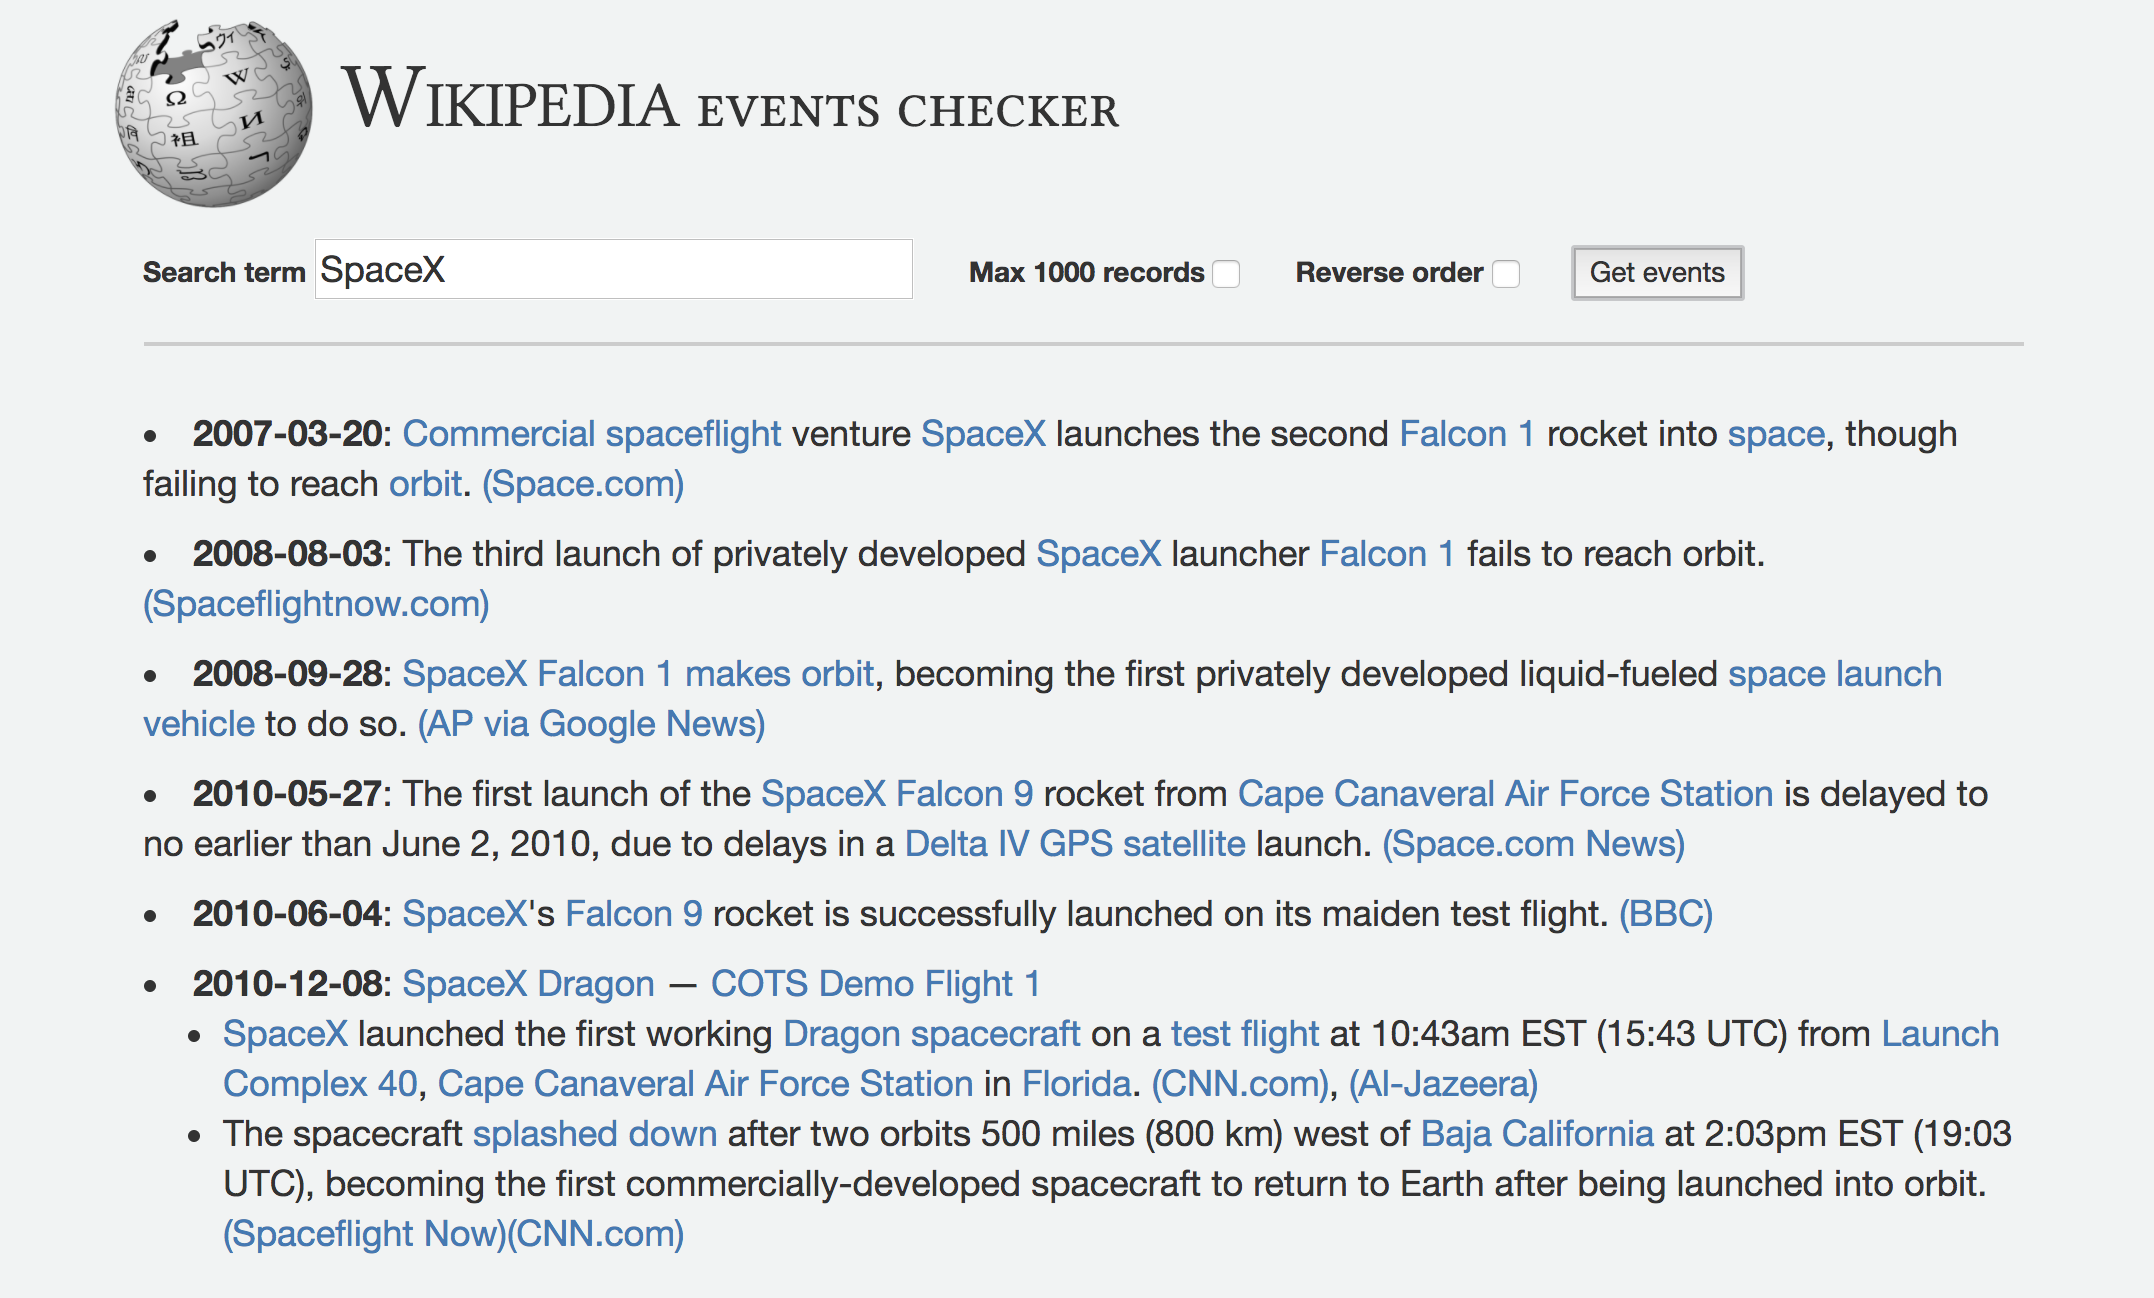 Ω W И 祖
WIKIPEDIA EVENTS CHECKER
Search term SpaceX Max 1000 records Reverse order Get events
• 2007-03-20: Commercial spaceflight venture SpaceX launches the second Falcon 1 rocket into space, though
failing to reach orbit. (Space.com)
• 2008-08-03: The third launch of privately developed SpaceX launcher Falcon 1 fails to reach orbit.
(Spaceflightnow.com)
• 2008-09-28: SpaceX Falcon 1 makes orbit, becoming the first privately developed liquid-fueled space launch
vehicle to do so. (AP via Google News)
• 2010-05-27: The first launch of the SpaceX Falcon 9 rocket from Cape Canaveral Air Force Station is delayed to
no earlier than June 2, 2010, due to delays in a Delta IV GPS satellite launch. (Space.com News)
• 2010-06-04: SpaceX's Falcon 9 rocket is successfully launched on its maiden test flight. (BBC)
• 2010-12-08: SpaceX Dragon — COTS Demo Flight 1
• SpaceX launched the first working Dragon spacecraft on a test flight at 10:43am EST (15:43 UTC) from Launch
Complex 40, Cape Canaveral Air Force Station in Florida. (CNN.com), (Al-Jazeera)
• The spacecraft splashed down after two orbits 500 miles (800 km) west of Baja California at 2:03pm EST (19:03
UTC), becoming the first commercially-developed spacecraft to return to Earth after being launched into orbit.
(Spaceflight Now)(CNN.com)